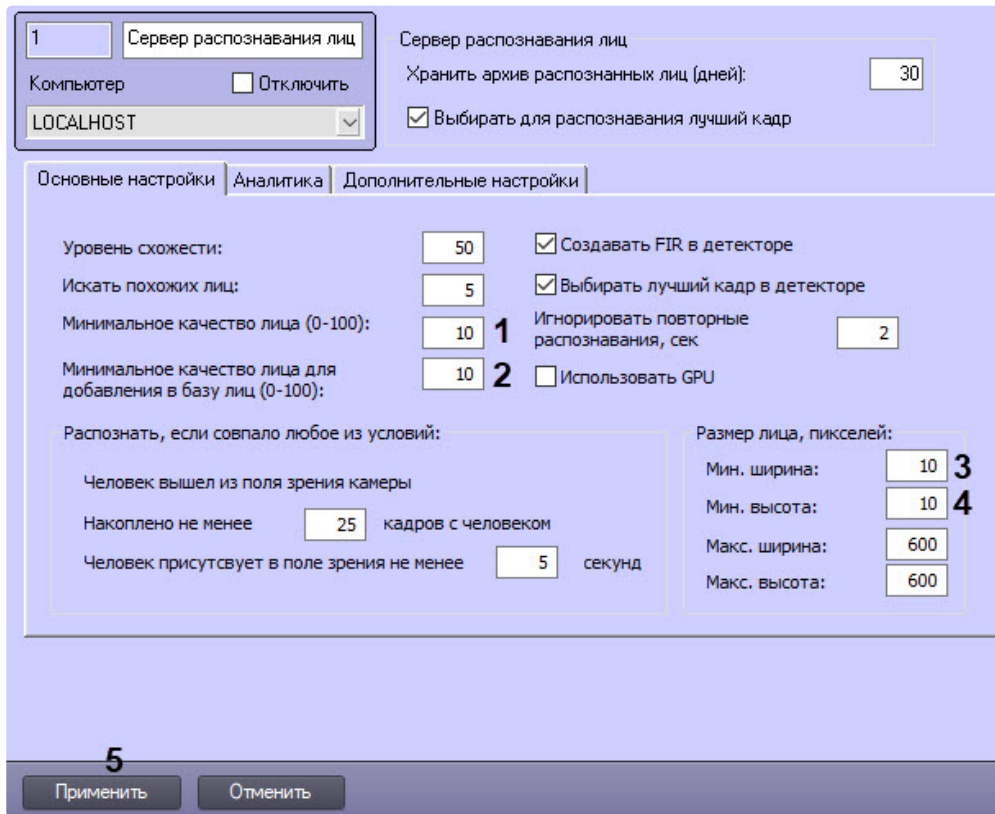 1
Сервер распознавания лиц
Компьютер
Отключить
LOCALHOST
Сервер распознавания лиц
Хранить архив распознанных лиц (дней):
30
Выбирать для распознавания лучший кадр
Основные настройки
Аналитика
Дополнительные настройки
Уровень схожести:
50
Искать похожих лиц:
5
Минимальное качество лица (0-100):
10
1
Минимальное качество лица для
добавления в базу лиц (0-100):
10
2
Создавать FIR в детекторе
Выбирать лучший кадр в детекторе
Игнорировать повторные
распознавания, сек
2
Использовать GPU
Распознать, если совпало любое из условий:
Человек вышел из поля зрения камеры
Накоплено не менее 25 кадров с человеком
Человек присутсвует в поле зрения не менее 5 секунд
Размер лица, пикселей:
Мин. ширина: 10 3
Мин. высота: 10 4
Макс. ширина: 600
Макс. высота: 600
5
Применить
Отменить